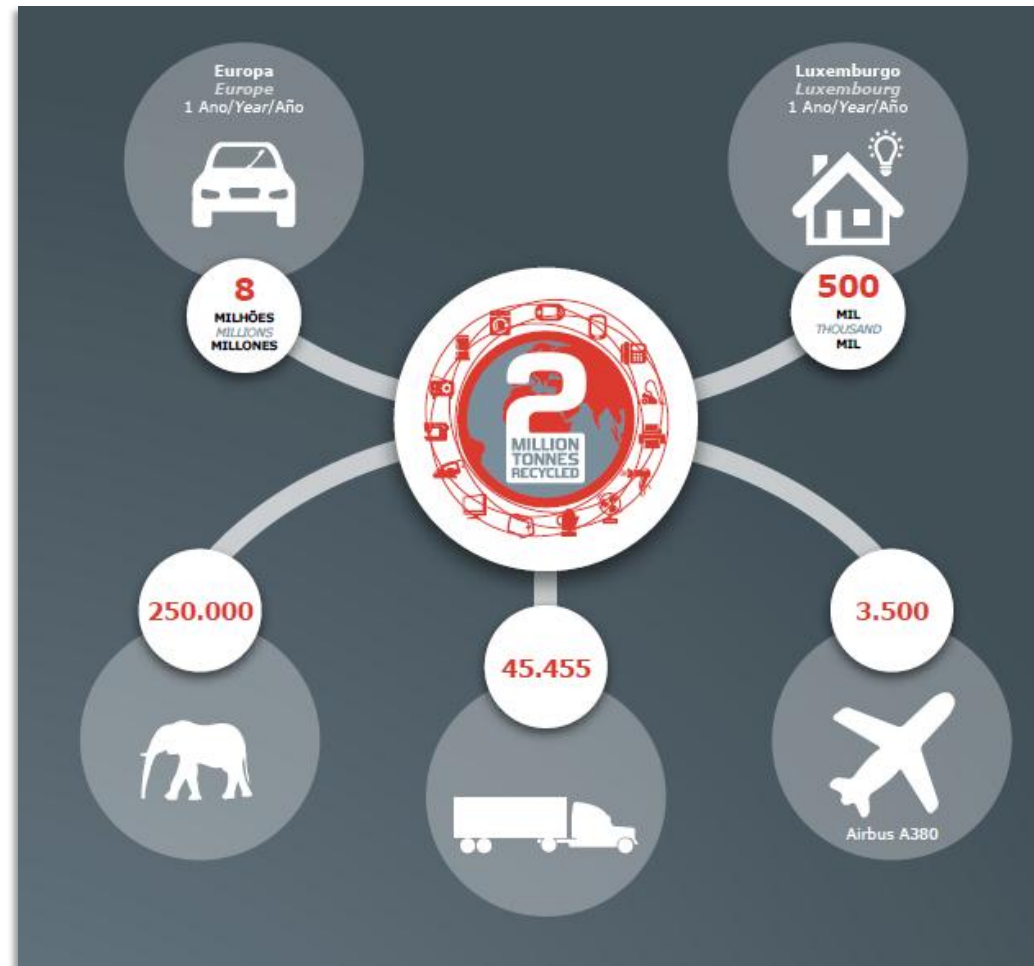 Europa
Europe
1 Ano/Year/Año
8
MILHÕES
MILLIONS
MILLONES
Luxemburgo
Luxembourg
1 Ano/Year/Año
500
MIL
THOUSAND
MIL
2
MILLION
TONNES
RECYCLED
250.000
45.455
3.500
Airbus A380